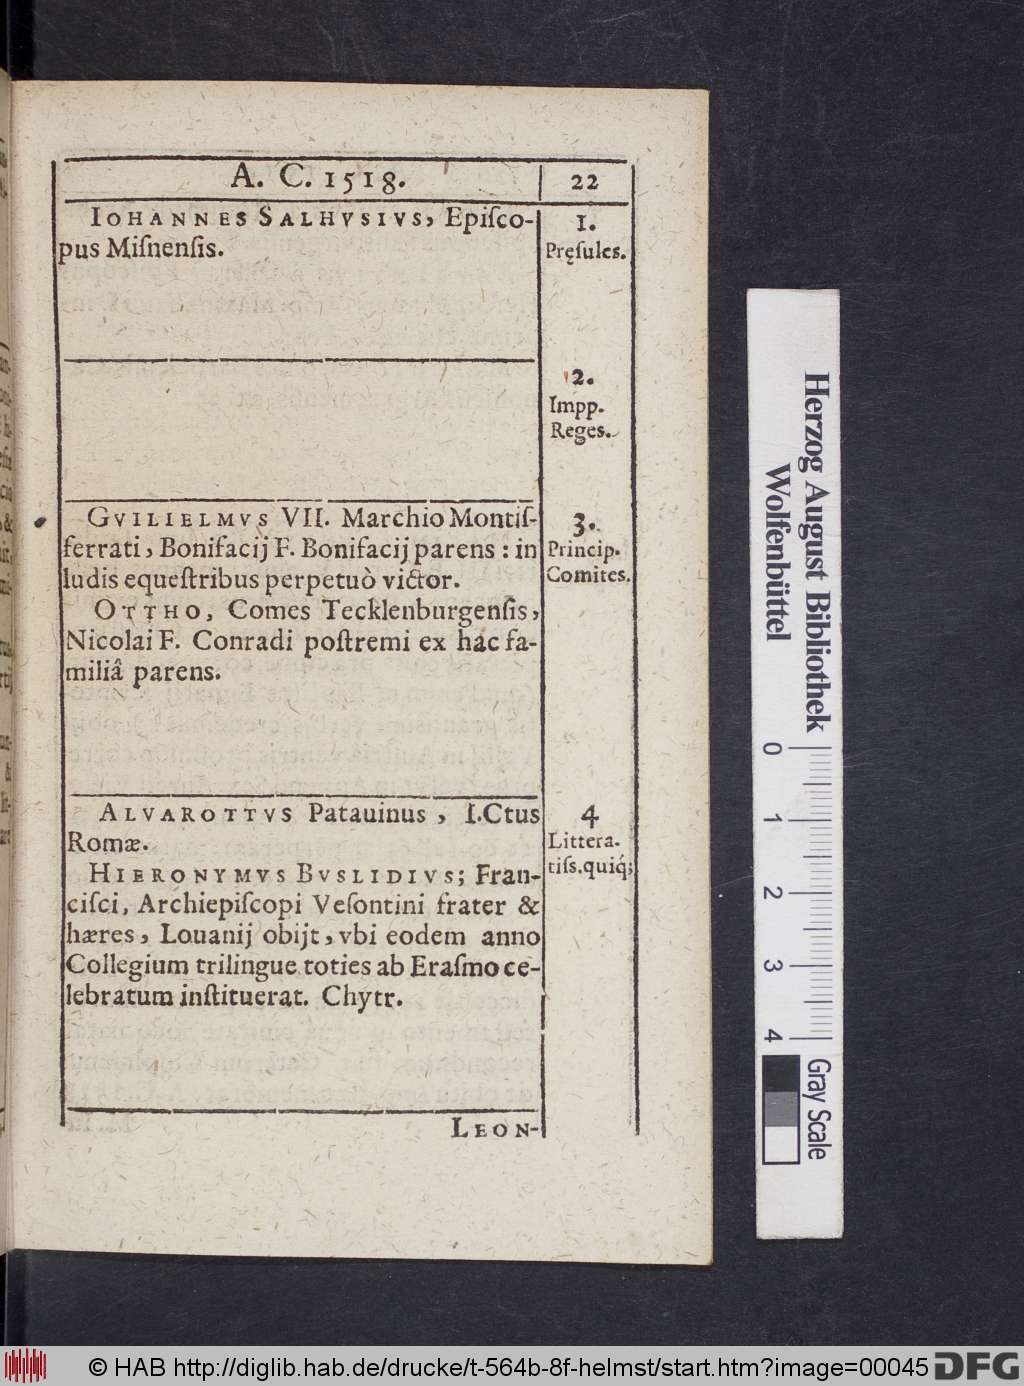 A. C. 1518.
22
IOHANNES SALHVSIVS, Epiſco-
pus Miſnenſis.
1.
Pręſules.
2.
Impp.
Reges.
GVILIELMVS VII. Marchio Montiſ-
ferrati, Bonifacij F. Bonifacij parens : in
ludis equeſtribus perpetuò victor.
OTTHO, Comes Tecklenburgenſis,
Nicolai F. Conradi poſtremi ex hac fa-
miliâ parens.
3.
Princip.
Comites.
ALVAROTTVS Patauinus, I.Ctus
Romæ.
HIERONYMVS BVSLIDIVS; Fran-
ciſci, Archiepiſcopi Veſontini frater &
hæres, Louanij obijt, vbi eodem anno
Collegium trilingue toties ab Eraſmo ce-
lebratum inſtituerat. Chytr.
4
Littera-
tiſſ.quiq́;
LEON-
Herzog August Bibliothek
Wolfenbüttel
0 1 2 3 4
Gray Scale
© HAB http://diglib.hab.de/drucke/t-564b-8f-helmst/start.htm?image=00045
DFG